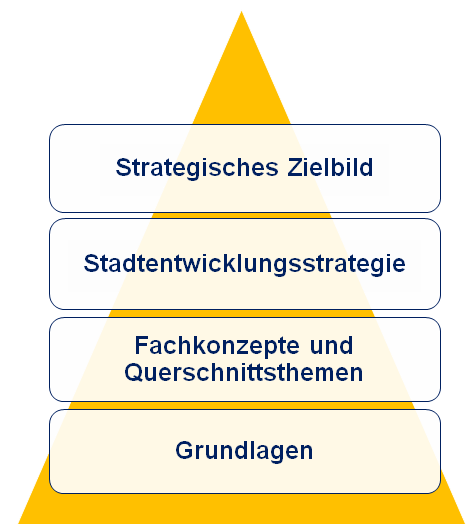 Strategisches Zielbild
Stadtentwicklungsstrategie
Fachkonzepte und
Querschnittsthemen
Grundlagen